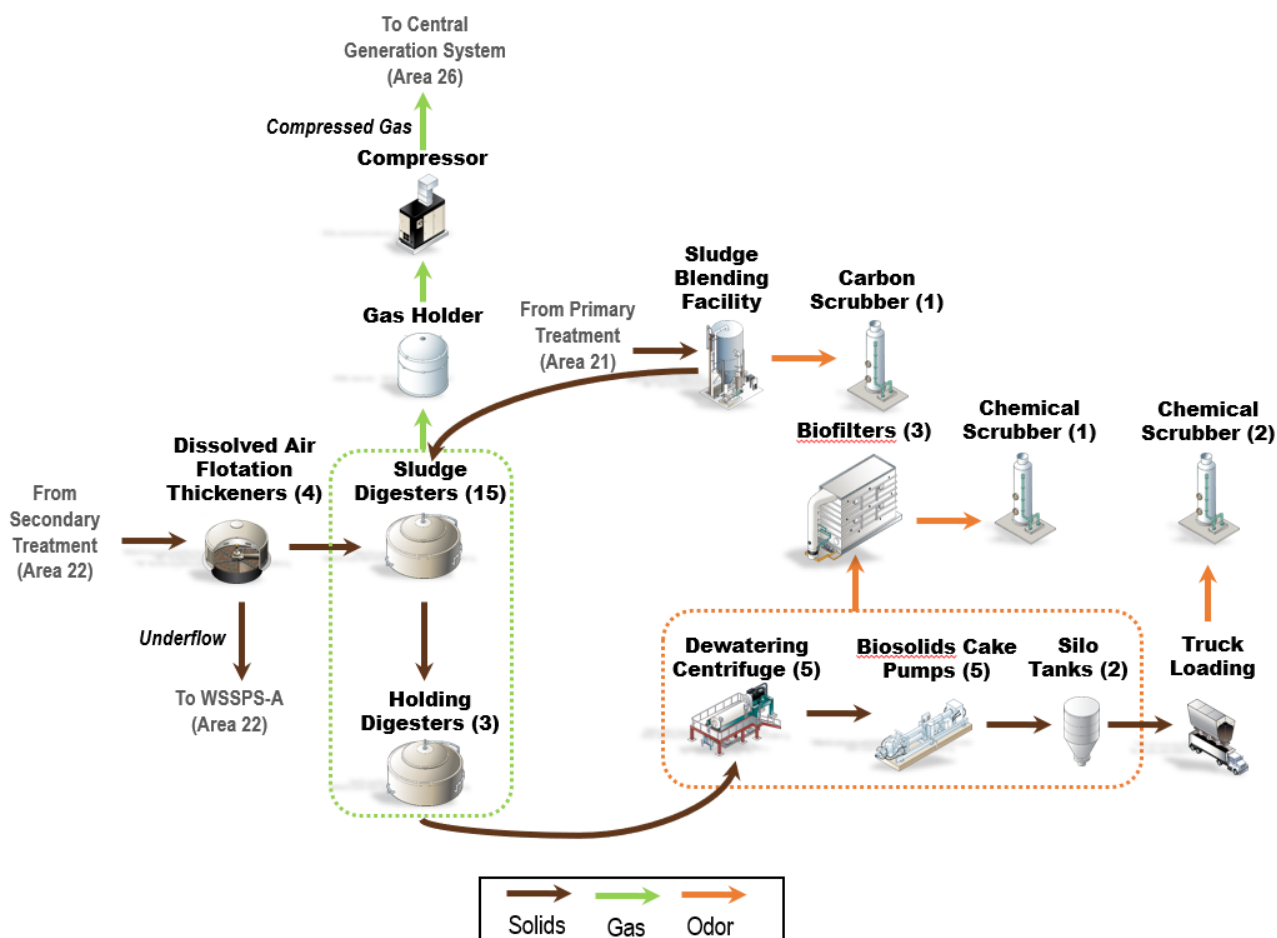 To Central
Generation System
(Area 26)
Compressed Gas
Compressor
Gas Holder
From Primary
Treatment
(Area 21)
Sludge
Blending
Facility
Carbon
Scrubber (1)
Biofilters (3)
Chemical
Scrubber (1)
Chemical
Scrubber (2)
From
Secondary
Treatment
(Area 22)
Dissolved Air
Flotation
Thickeners (4)
Sludge
Digesters (15)
Underflow
To WSSPS-A
(Area 22)
Holding
Digesters (3)
Dewatering
Centrifuge (5)
Biosolids Cake
Pumps (5)
Silo
Tanks (2)
Truck
Loading
Solids
Gas
Odor